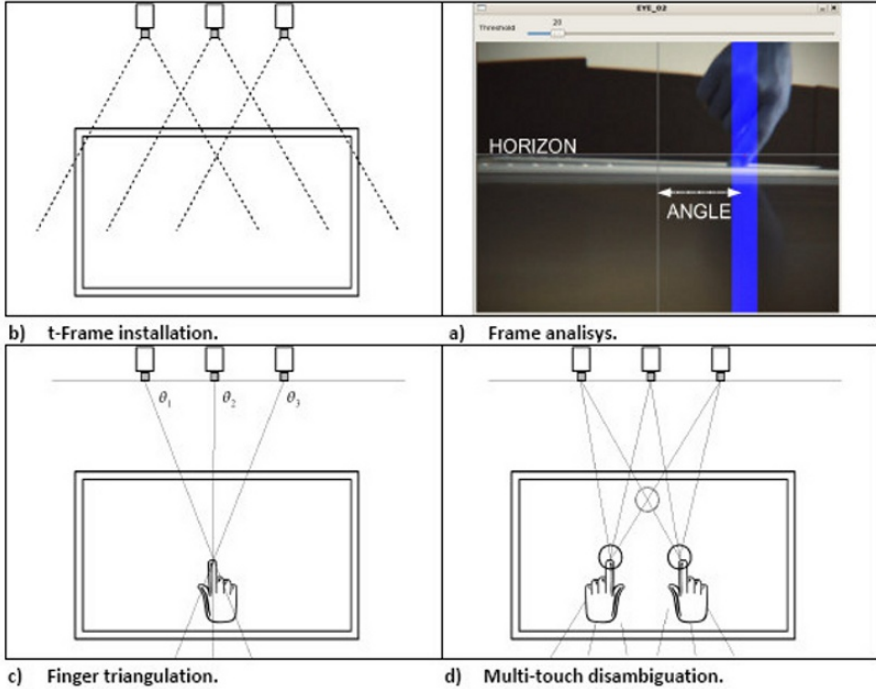 EYE_02
Threshold
20
HORIZON
ANGLE
b) t-Frame installation.
a) Frame analisys.
θ1 θ2 θ3
c) Finger triangulation.
d) Multi-touch disambiguation.